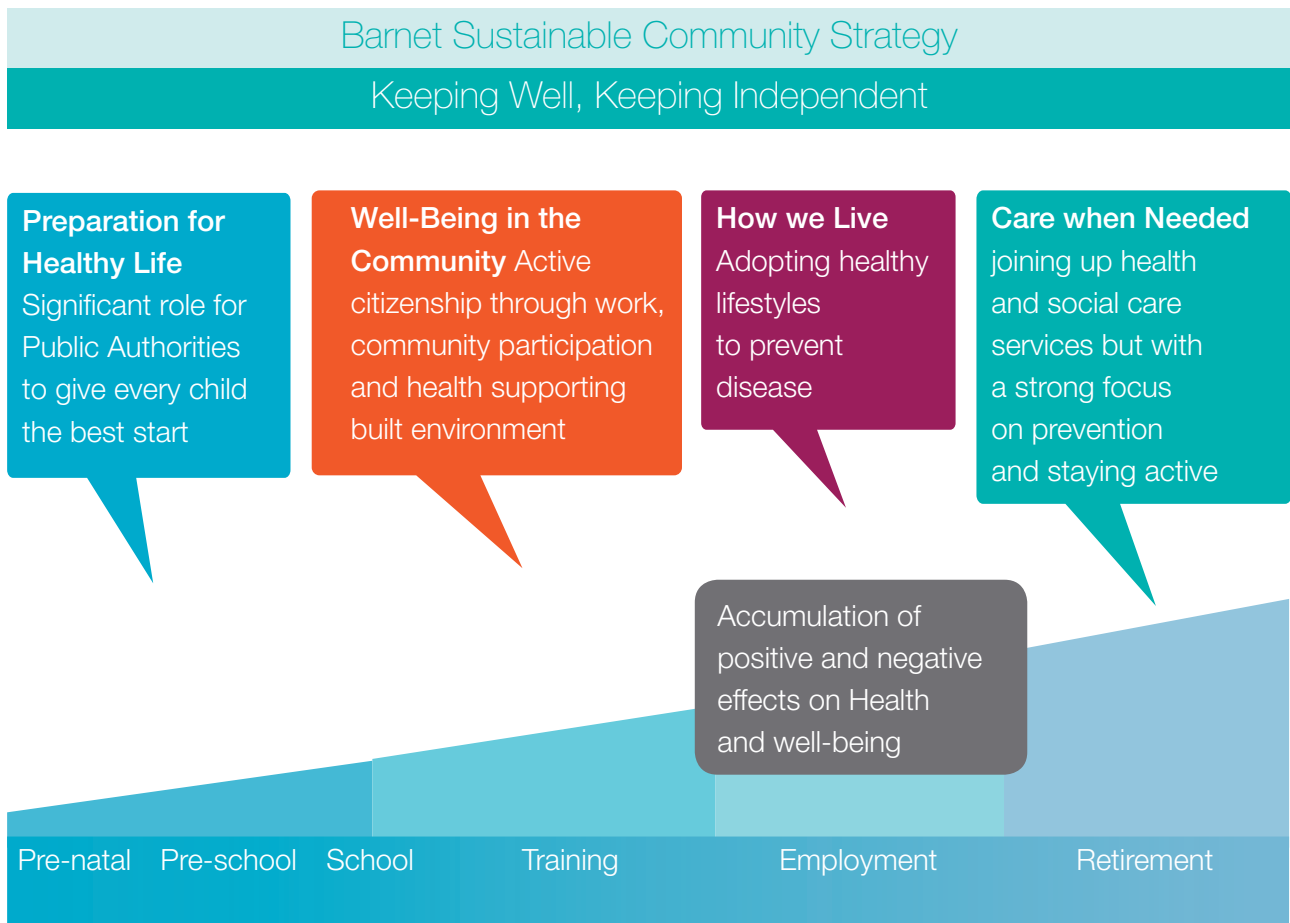 Barnet Sustainable Community Strategy
Keeping Well, Keeping Independent
Preparation for
Healthy Life
Significant role for
Public Authorities
to give every child
the best start
Well-Being in the
Community Active
citizenship through work,
community participation
and health supporting
built environment
How we Live
Adopting healthy
lifestyles
to prevent
disease
Care when Needed
joining up health
and social care
services but with
a strong focus
on prevention
and staying active
Accumulation of
positive and negative
effects on Health
and well-being
Pre-natal Pre-school School Training Employment Retirement